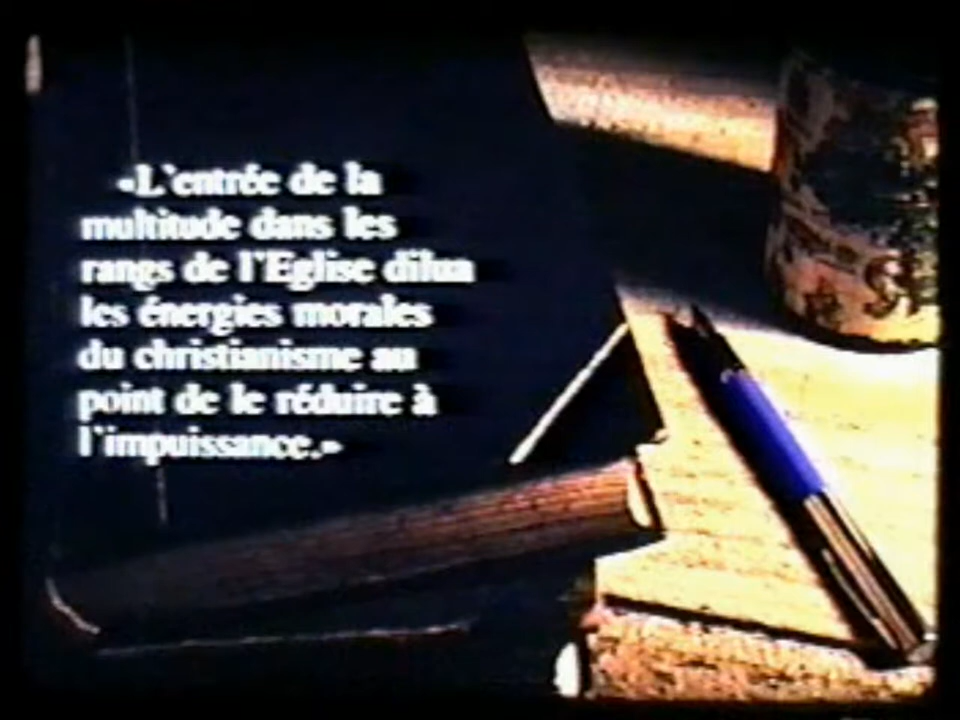 «L'entrée de la
multitude dans les
rangs de l'Eglise dilua
les énergies morales
du christianisme au
point de le réduire à
l'impuissance.»